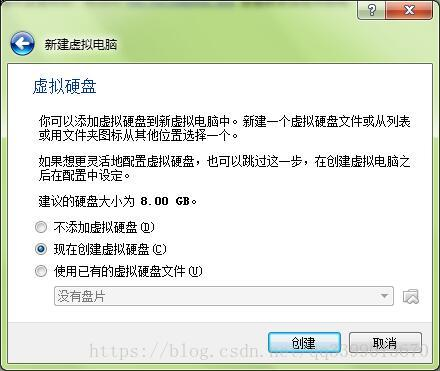 新建虚拟电脑
虚拟硬盘
你可以添加虚拟硬盘到新虚拟电脑中。新建一个虚拟硬盘文件或从列表
或用文件夹图标从其他位置选择一个。
如果想更灵活地配置虚拟硬盘，也可以跳过这一步，在创建虚拟电脑之
后在配置中设定。
建议的硬盘大小为 8.00 GB。
不添加虚拟硬盘(D)
现在创建虚拟硬盘(C)
使用已有的虚拟硬盘文件(U)
没有盘片
创建 取消